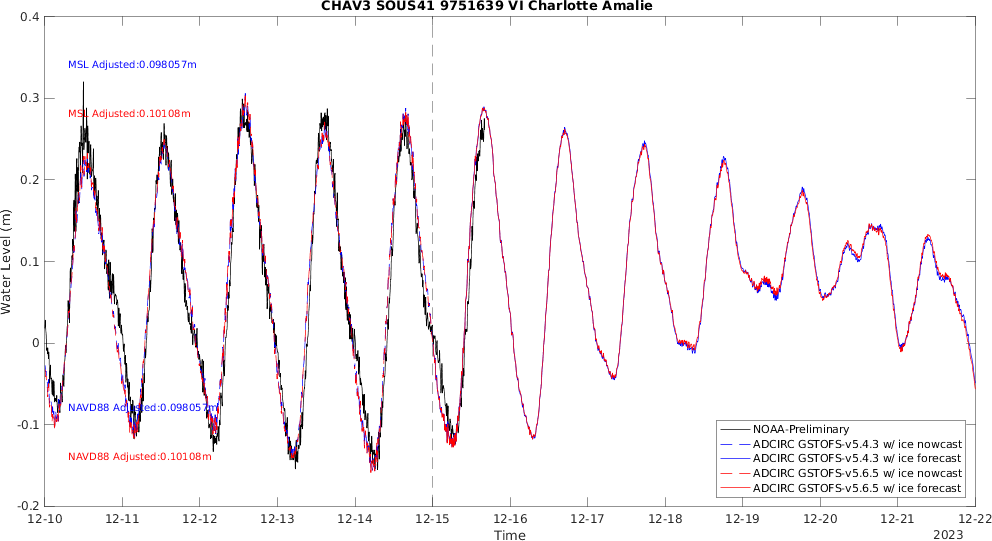 CHAV3 SOUS41 9751639 VI Charlotte Amalie
0.4
0.3
0.2
0.1
0
-0.1
-0.2
Water Level (m)
MSL Adjusted:0.098057m
MSL Adjusted:0.10108m
NAVD88 Adjusted:0.098057m
NAVD88 Adjusted:0.10108m
NOAA-Preliminary
ADCIRC GSTOFS-v5.4.3 w/ ice nowcast
ADCIRC GSTOFS-v5.4.3 w/ ice forecast
ADCIRC GSTOFS-v5.6.5 w/ ice nowcast
ADCIRC GSTOFS-v5.6.5 w/ ice forecast
12-10 12-11 12-12 12-13 12-14 12-15 12-16 12-17 12-18 12-19 12-20 12-21 12-22
Time
2023